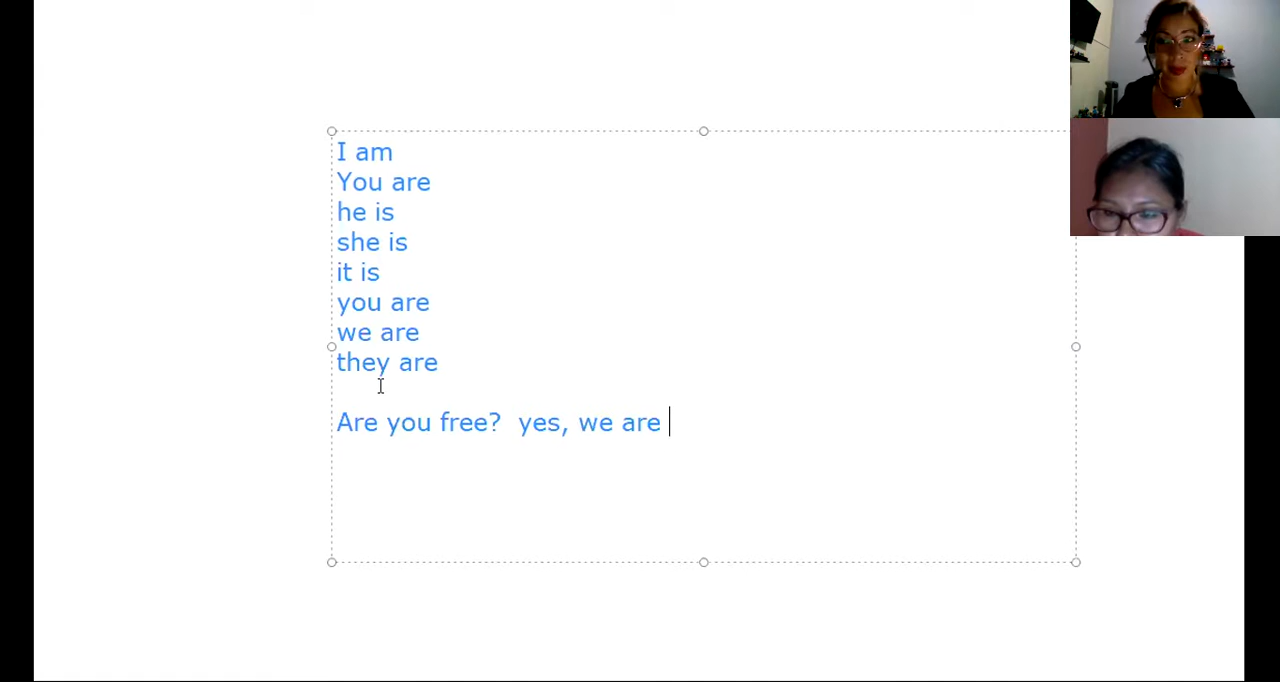 I am
You are
he is
she is
it is
you are
we are
they are
Are you free?  yes, we are